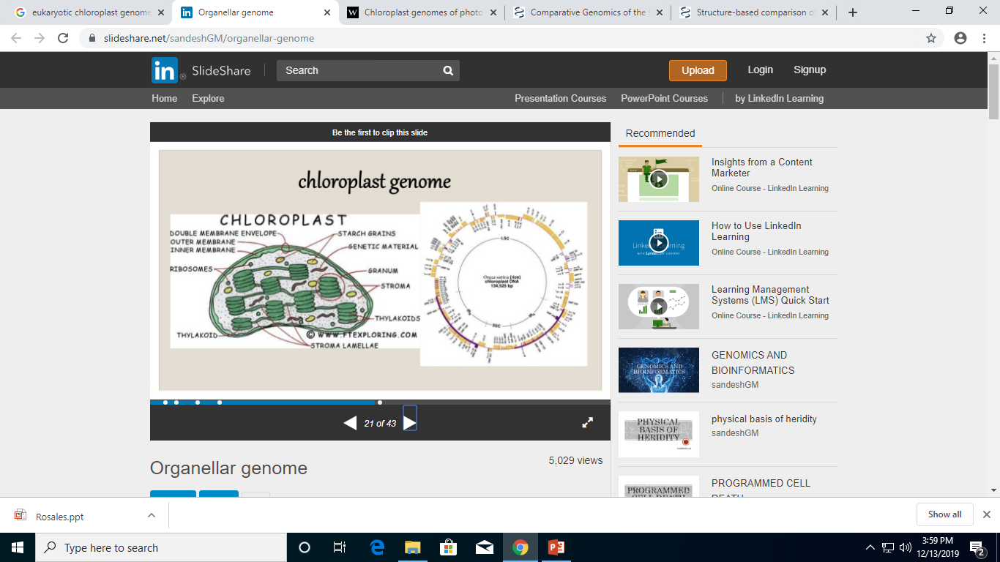 eukaryotic chloroplast genome
Organellar genome
Chloroplast genomes of photo
Comparative Genomics of the
Structure-based comparison o
slideshare.net/sandeshGM/organellar-genome
in SlideShare
Search
Upload
Login
Signup
Home
Explore
Presentation Courses
PowerPoint Courses
by LinkedIn Learning
Be the first to clip this slide
chloroplast genome
CHLOROPLAST
DOUBLE MEMBRANE ENVELOPE
OUTER MEMBRANE
INNER MEMBRANE
RIBOSOMES
THYLAKOID
STARCH GRAINS
GENETIC MATERIAL
GRANUM
STROMA
THYLAKOIDS
© WWW.FTEXPLORING.COM
STROMA LAMELLAE
LSC
Oryza sativa (rice)
chloroplast DNA
134,525 bp
SSC
21 of 43
Organellar genome
5,029 views
Recommended
Insights from a Content
Marketer
Online Course - LinkedIn Learning
How to Use LinkedIn
Learning
Online Course - LinkedIn Learning
Learning Management
Systems (LMS) Quick Start
Online Course - LinkedIn Learning
GENOMICS AND
BIOINFORMATICS
GENOMICS AND
BIOINFORMATICS
sandeshGM
PHYSICAL
BASIS OF
HERIDITY
physical basis of heridity
sandeshGM
PROGRAMMED
PROGRAMMED CELL
Rosales.ppt
Show all
Type here to search
3:59 PM
12/13/2019
2